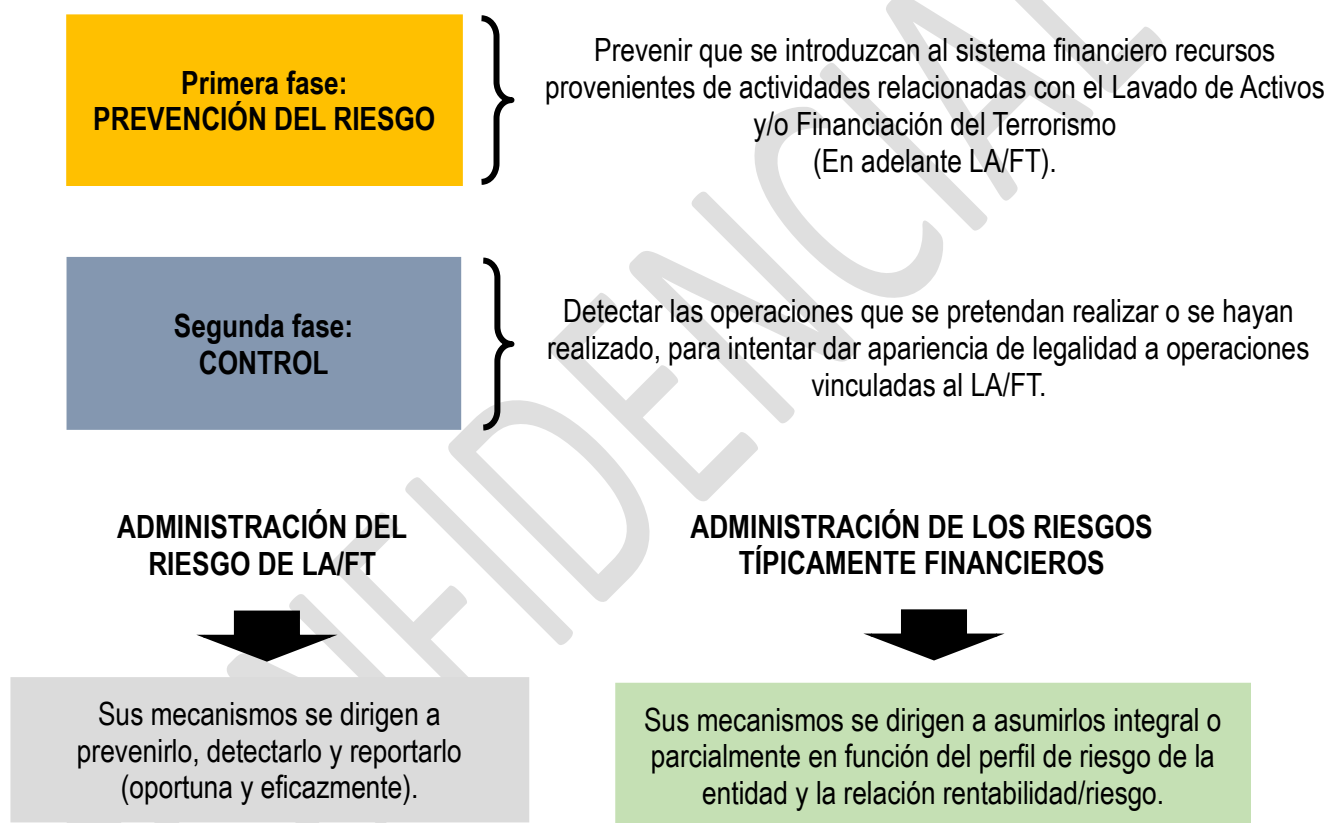 Primera fase:
PREVENCIÓN DEL RIESGO
Prevenir que se introduzcan al sistema financiero recursos
provenientes de actividades relacionadas con el Lavado de Activos
y/o Financiación del Terrorismo
(En adelante LA/FT).
Segunda fase:
CONTROL
Detectar las operaciones que se pretendan realizar o se hayan
realizado, para intentar dar apariencia de legalidad a operaciones
vinculadas al LA/FT.
ADMINISTRACIÓN DEL
RIESGO DE LA/FT
Sus mecanismos se dirigen a
prevenirlo, detectarlo y reportarlo
(oportuna y eficazmente).
ADMINISTRACIÓN DE LOS RIESGOS
TÍPICAMENTE FINANCIEROS
Sus mecanismos se dirigen a asumirlos integral o
parcialmente en función del perfil de riesgo de la
entidad y la relación rentabilidad/riesgo.
NFIDENCIAL